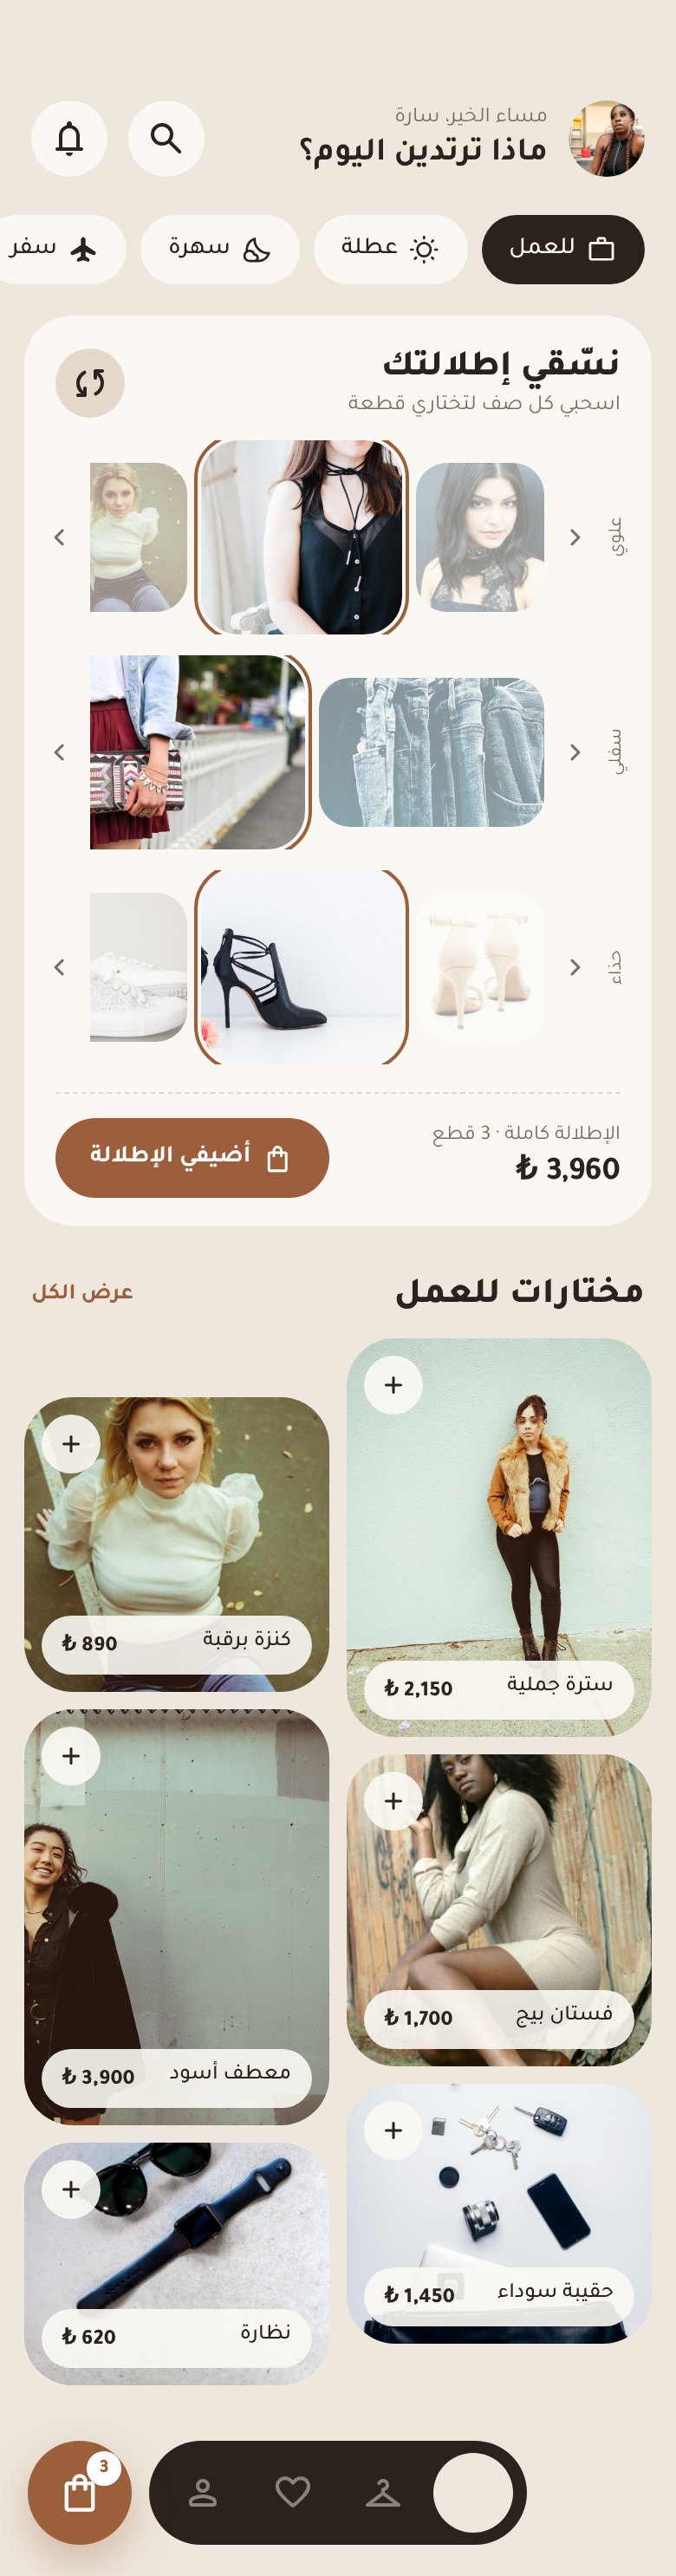 مساء الخير، سارة
ماذا ترتدين اليوم؟
للعمل
عطلة
سهرة
سفر
نسّقي إطلالتك
اسحبي كل صف لتختاري قطعة
علوي
سفلي
حذاء
الإطلالة كاملة · 3 قطع
₺ 3,960
أضيفي الإطلالة
مختارات للعمل
عرض الكل
سترة جملية
₺ 2,150
كنزة برقبة
₺ 890
فستان بيج
₺ 1,700
معطف أسود
₺ 3,900
حقيبة سوداء
₺ 1,450
نظارة
₺ 620
3